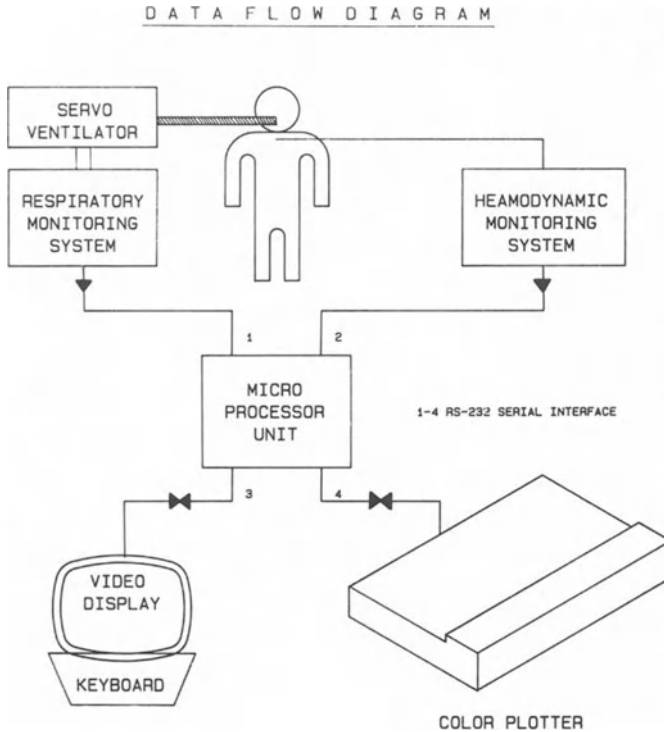 DATA FLOW DIAGRAM
SERVO
VENTILATOR
RESPIRATORY
MONITORING
SYSTEM
HEAMODYNAMIC
MONITORING
SYSTEM
1
2
MICRO
PROCESSOR
UNIT
1-4 RS-232 SERIAL INTERFACE
3
4
VIDEO
DISPLAY
KEYBOARD
COLOR PLOTTER